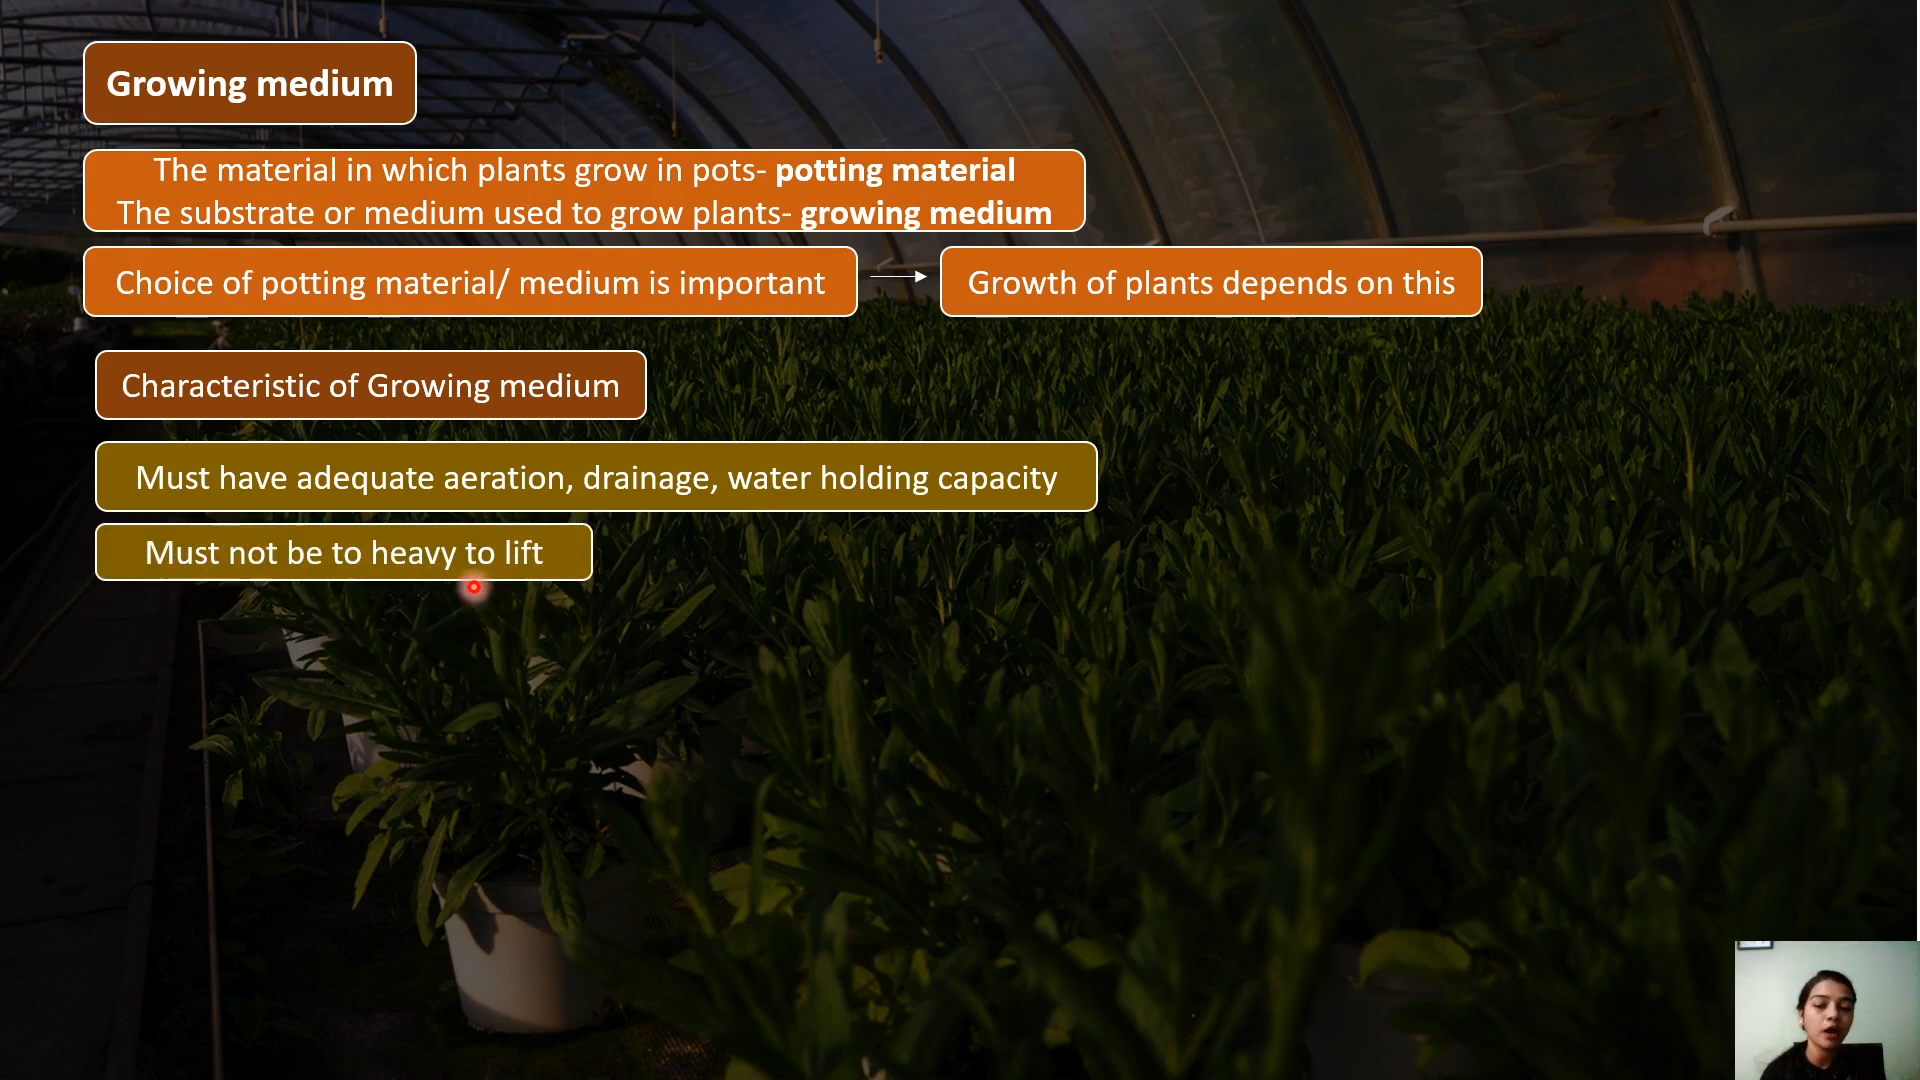 Growing medium
The material in which plants grow in pots- potting material
The substrate or medium used to grow plants- growing medium
Choice of potting material/ medium is important
Growth of plants depends on this
Characteristic of Growing medium
Must have adequate aeration, drainage, water holding capacity
Must not be to heavy to lift